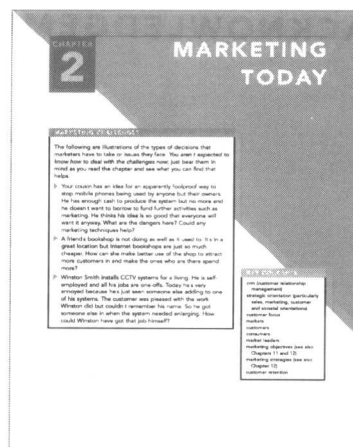 CHAPTER
2
MARKETING
TODAY
MARKETING CHALLENGES
The following are illustrations of the types of decisions that
marketers have to take or issues they face. You aren't expected to
know how to deal with the challenges now; just bear them in
mind as you read the chapter and see what you can find that
helps.
Your cousin has an idea for an apparently foolproof way to
stop mobile phones being used by anyone but their owners.
He has enough cash to produce the system but no more and
he doesn't want to borrow to fund further activities such as
marketing. He thinks his idea is so good that everyone will
want it anyway. What are the dangers here? Could any
marketing techniques help?
A friend's bookshop is not doing as well as it used to. It's in a
great location but Internet bookshops are just so much
cheaper. How can she make better use of the shop to attract
more customers in and make the ones who are there spend
more?
Winston Smith installs CCTV systems for a living. He is self-
employed and all his jobs are one offs. Today he's very
annoyed because he's just seen someone else adding to one
of his systems. The customer was pleased with the work
Winston did but couldn't remember his name. So he got
someone else in when the system needed enlarging. How
could Winston have got that job himself?
KEY CONCEPTS
crm (customer relationship
management)
strategic orientation (particularly
sales, marketing, customer
and societal orientations)
customer focus
markets
customers
consumers
market leaders
marketing objectives (see also
Chapters 11 and 12)
marketing strategies (see also
Chapter 12)
customer retention